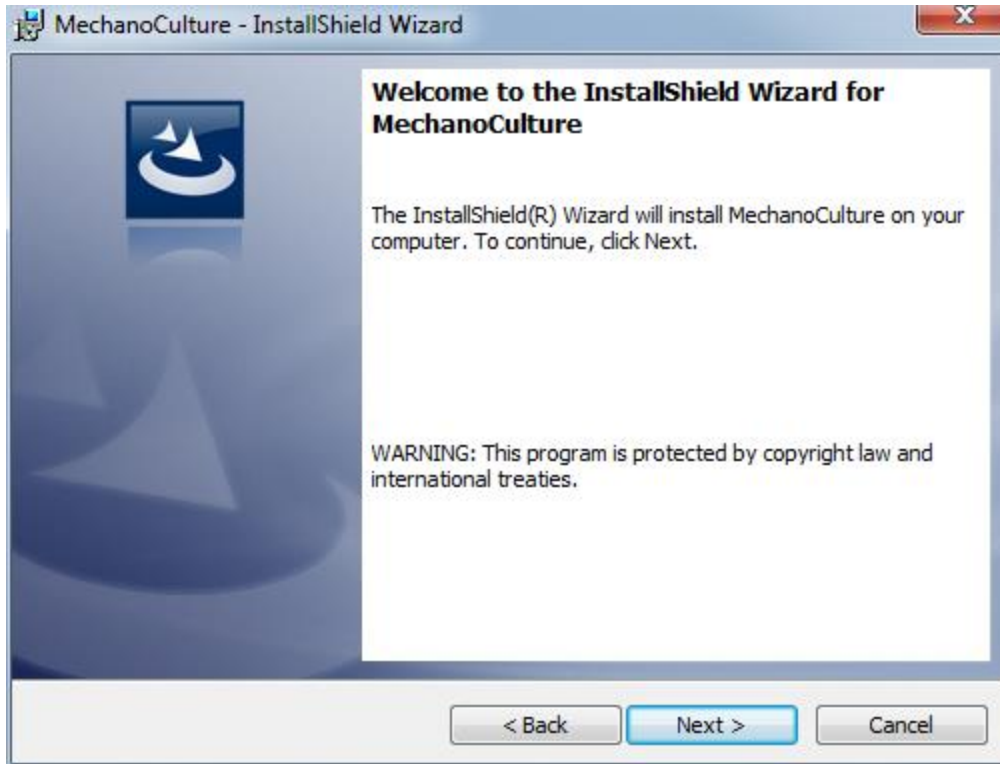 MechanoCulture - InstallShield Wizard
X
Welcome to the InstallShield Wizard for
MechanoCulture
The InstallShield(R) Wizard will install MechanoCulture on your
computer. To continue, click Next.
WARNING: This program is protected by copyright law and
international treaties.
< Back
Next >
Cancel